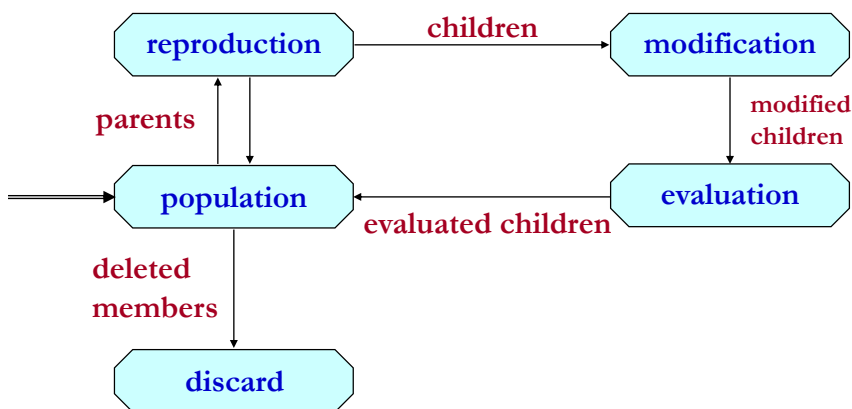 reproduction
children
modification
parents
modified
children
population
evaluated children
evaluation
deleted
members
discard